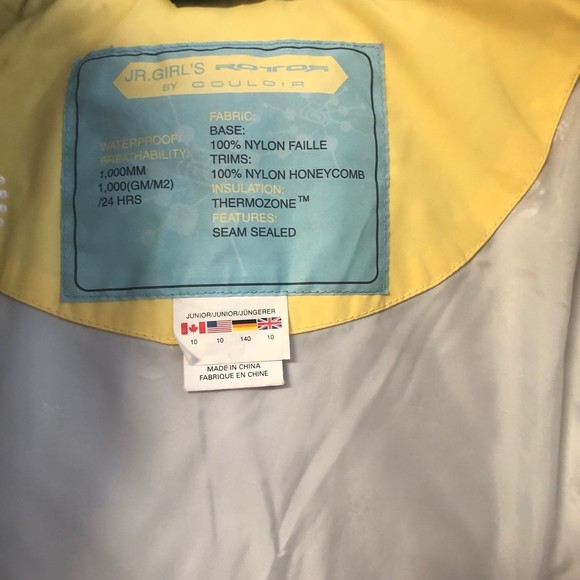 JR.GIRL'S ROTOR
BY COULOIR
WATERPROOF/
BREATHABILITY:
1,000MM
1,000(GM/M2)
/24 HRS
FABRIC:
BASE:
100% NYLON FAILLE
TRIMS:
100% NYLON HONEYCOMB
INSULATION:
THERMOZONE™
FEATURES:
SEAM SEALED
JUNIOR/JUNIOR/JÜNGERER
10 10 140 10
MADE IN CHINA
FABRIQUE EN CHINE